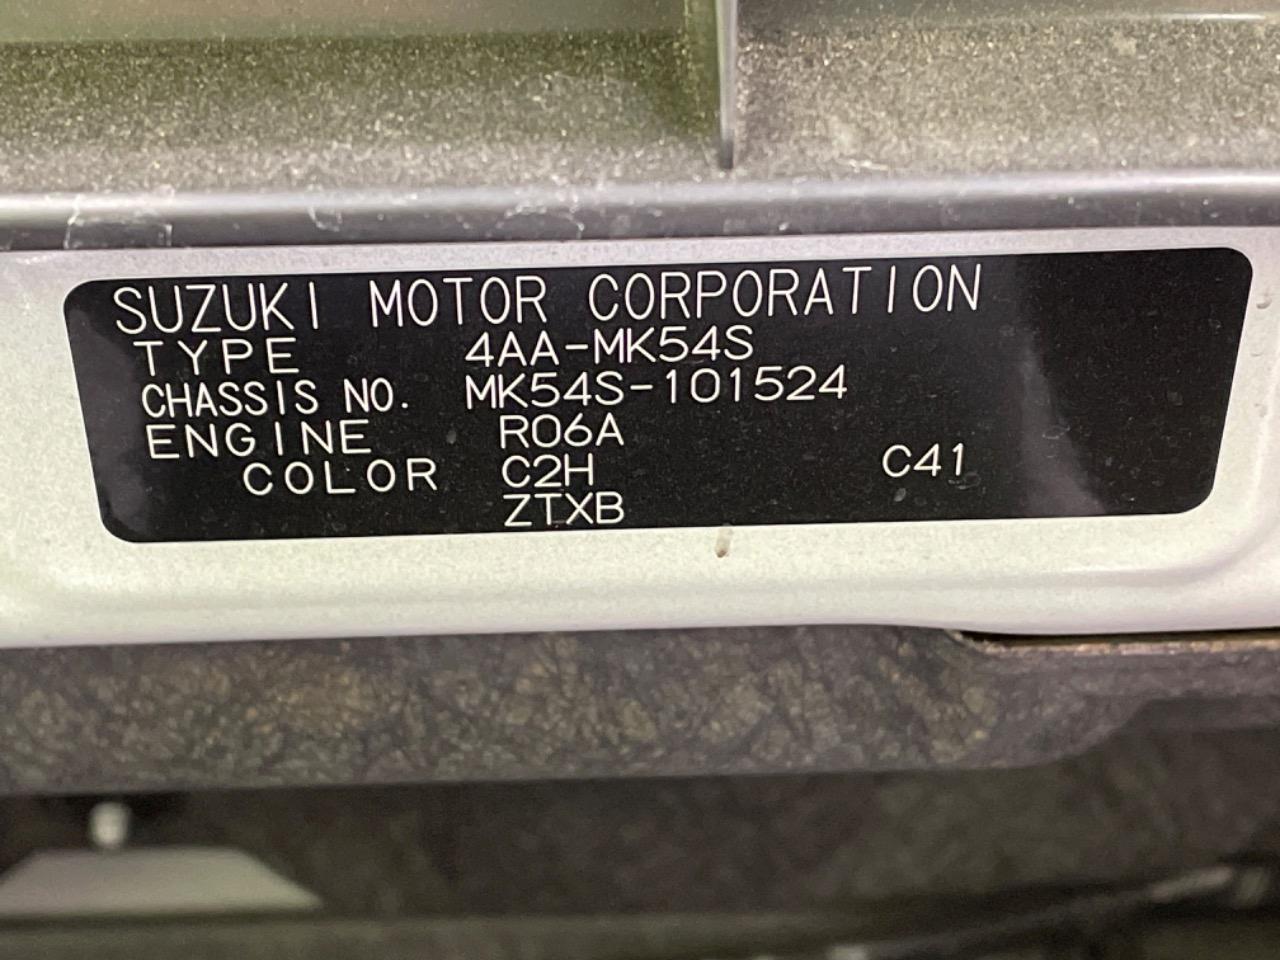 SUZUKI MOTOR CORPORATION
TYPE 4AA-MK54S
CHASSIS NO. MK54S-101524
ENGINE R06A
COLOR C2H C41
ZTXB